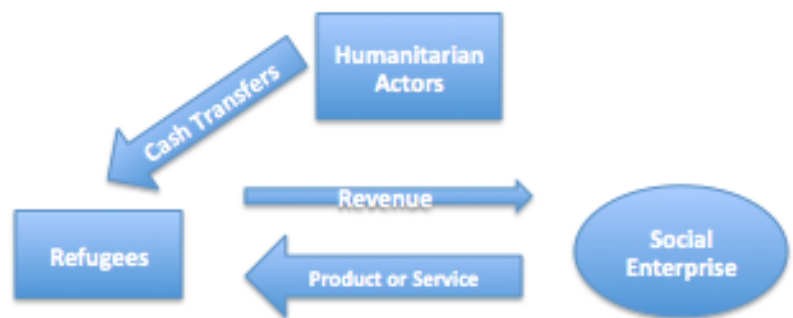 Humanitarian
Actors
Cash Transfers
Revenue
Refugees
Social
Enterprise
Product or Service